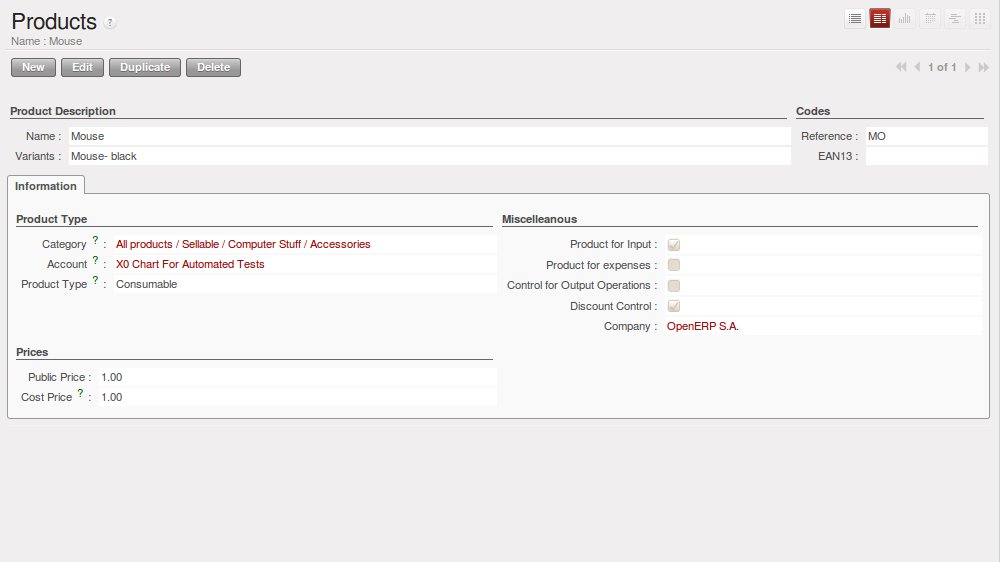 Products ?
Name : Mouse
New Edit Duplicate Delete 1 of 1
Product Description Codes
Name : Mouse Reference : MO
Variants : Mouse- black EAN13 :
Information
Product Type Miscelleanous
Category ? : All products / Sellable / Computer Stuff / Accessories Product for Input :
Account ? : X0 Chart For Automated Tests Product for expenses :
Product Type ? : Consumable Control for Output Operations :
Discount Control :
Company : OpenERP S.A.
Prices
Public Price : 1.00
Cost Price ? : 1.00